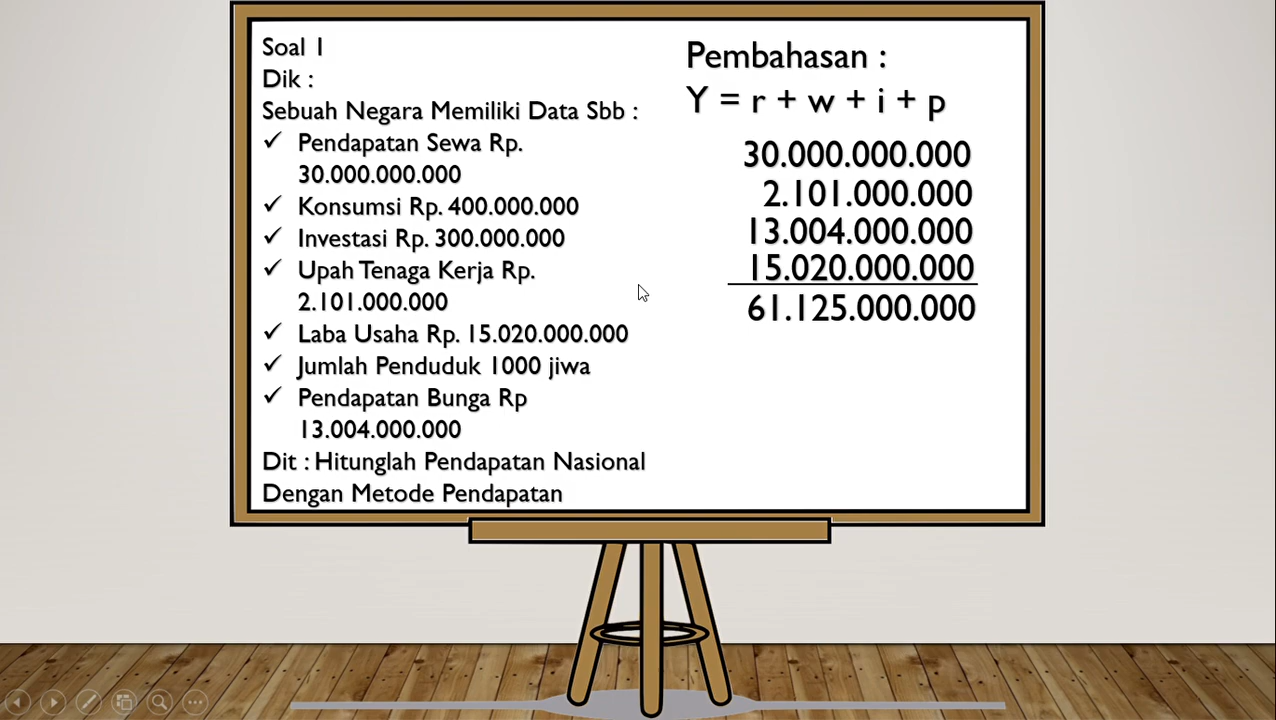 Soal 1
Dik :
Sebuah Negara Memiliki Data Sbb :
✓ Pendapatan Sewa Rp.
30.000.000.000
✓ Konsumsi Rp. 400.000.000
✓ Investasi Rp. 300.000.000
✓ Upah Tenaga Kerja Rp.
2.101.000.000
✓ Laba Usaha Rp. 15.020.000.000
✓ Jumlah Penduduk 1000 jiwa
✓ Pendapatan Bunga Rp
13.004.000.000
Dit : Hitunglah Pendapatan Nasional
Dengan Metode Pendapatan
Pembahasan :
Y = r + w + i + p
30.000.000.000
2.101.000.000
13.004.000.000
15.020.000.000
61.125.000.000